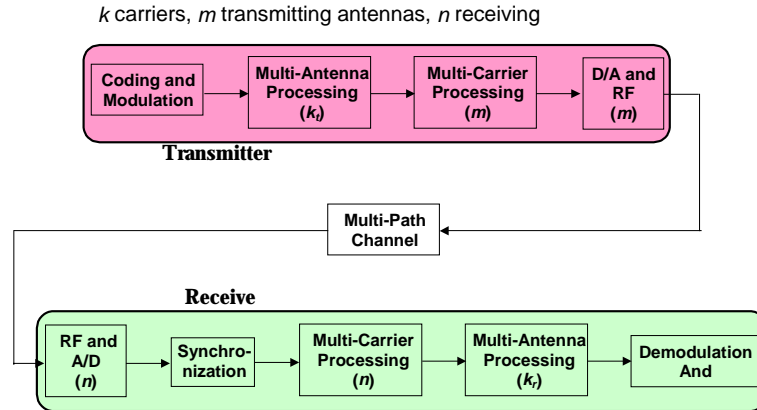 k carriers, m transmitting antennas, n receiving
Coding and
Modulation
Multi-Antenna
Processing
(kt)
Multi-Carrier
Processing
(m)
D/A and
RF
(m)
Transmitter
Multi-Path
Channel
Receive
RF and
A/D
(n)
Synchro-
nization
Multi-Carrier
Processing
(n)
Multi-Antenna
Processing
(kr)
Demodulation
And